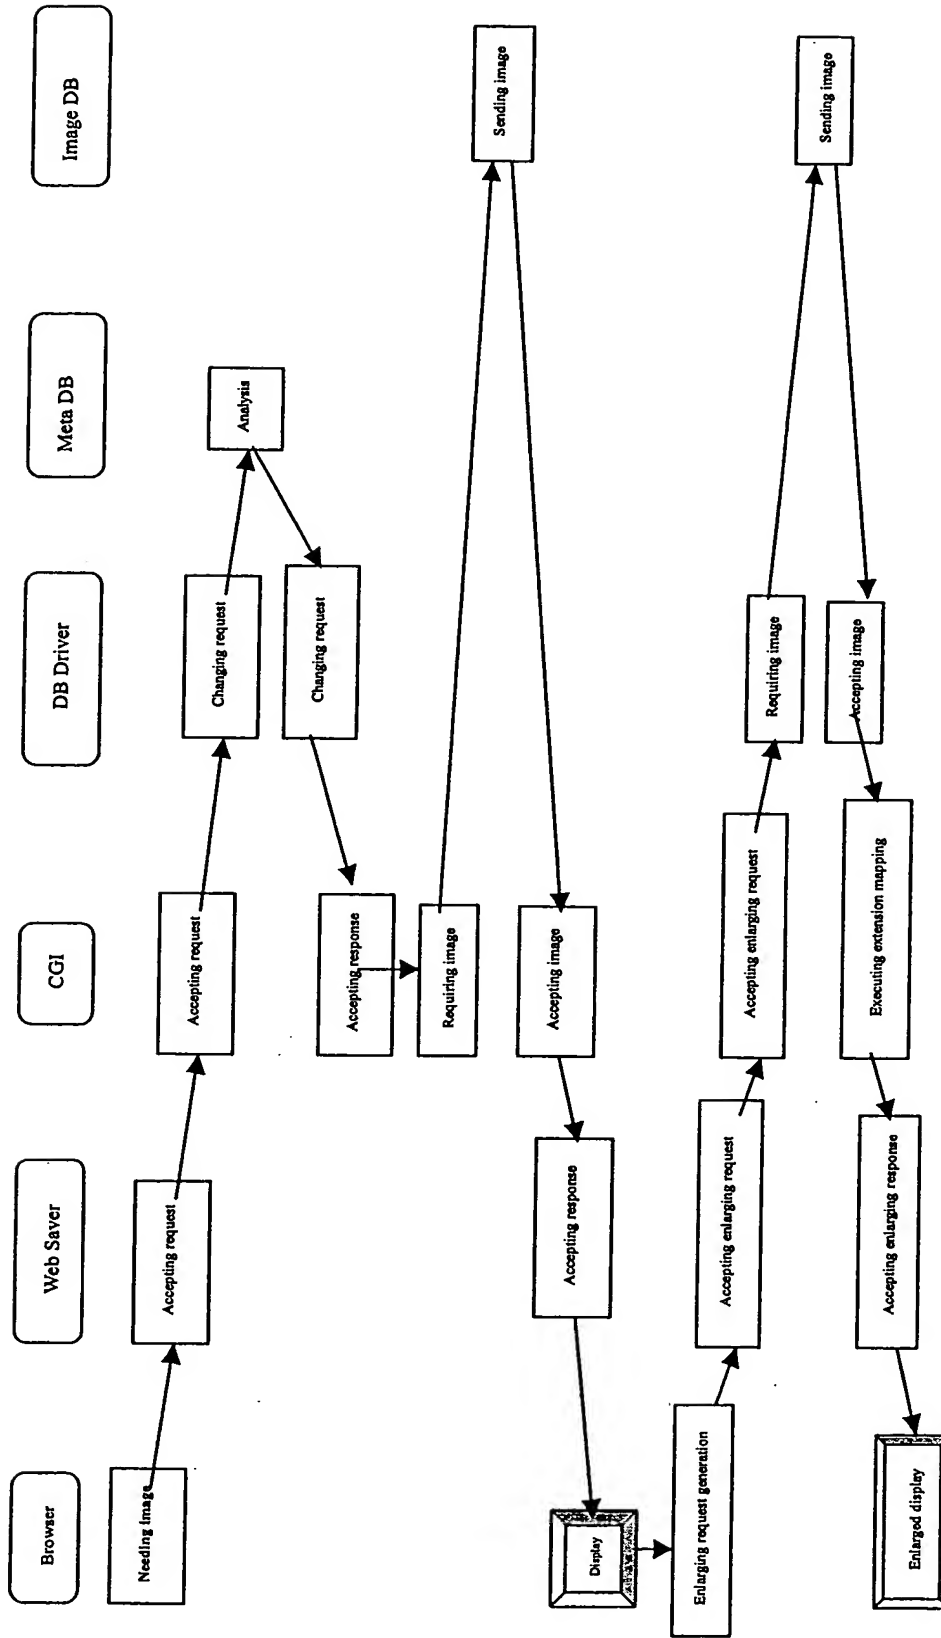 Browser
Web Saver
CGI
DB Driver
Meta DB
Image DB
Needing image
Accepting request
Accepting request
Changing request
Analysis
Changing request
Accepting response
Requiring image
Sending image
Accepting image
Accepting response
Display
Enlarging request generation
Accepting enlarging request
Accepting enlarging request
Requiring image
Sending image
Accepting image
Executing extension mapping
Accepting enlarging response
Enlarged display